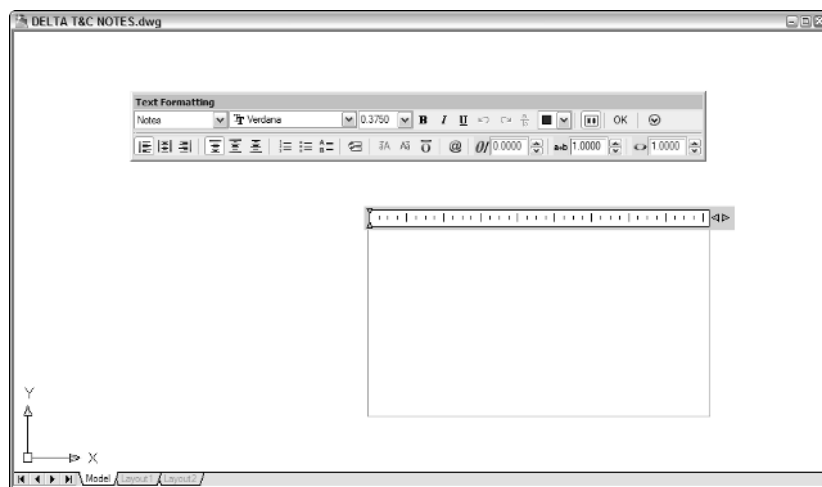 DELTA T&C NOTES.dwg
Text Formatting
Notes Verdana 0.3750 B I U OK
@ O/ 0.0000 a+b 1.0000 1.0000
Y
X
Model Layout1 Layout2